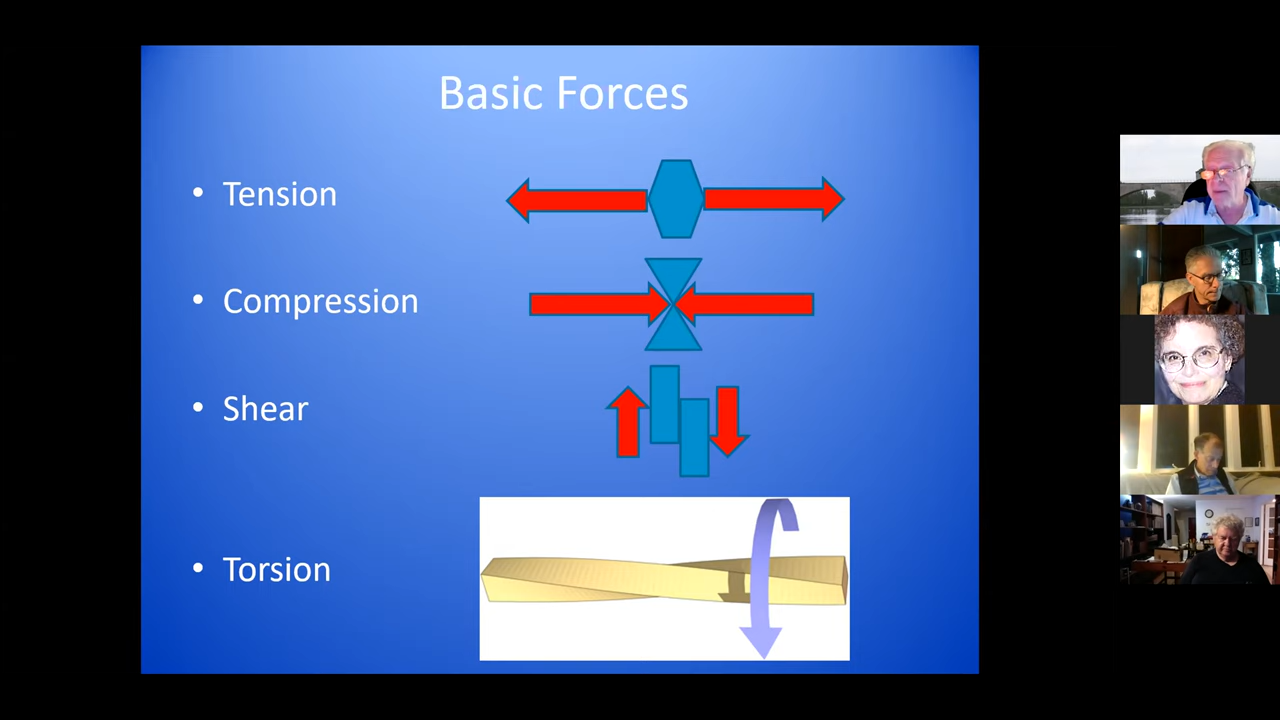 Basic Forces
• Tension
• Compression
• Shear
• Torsion